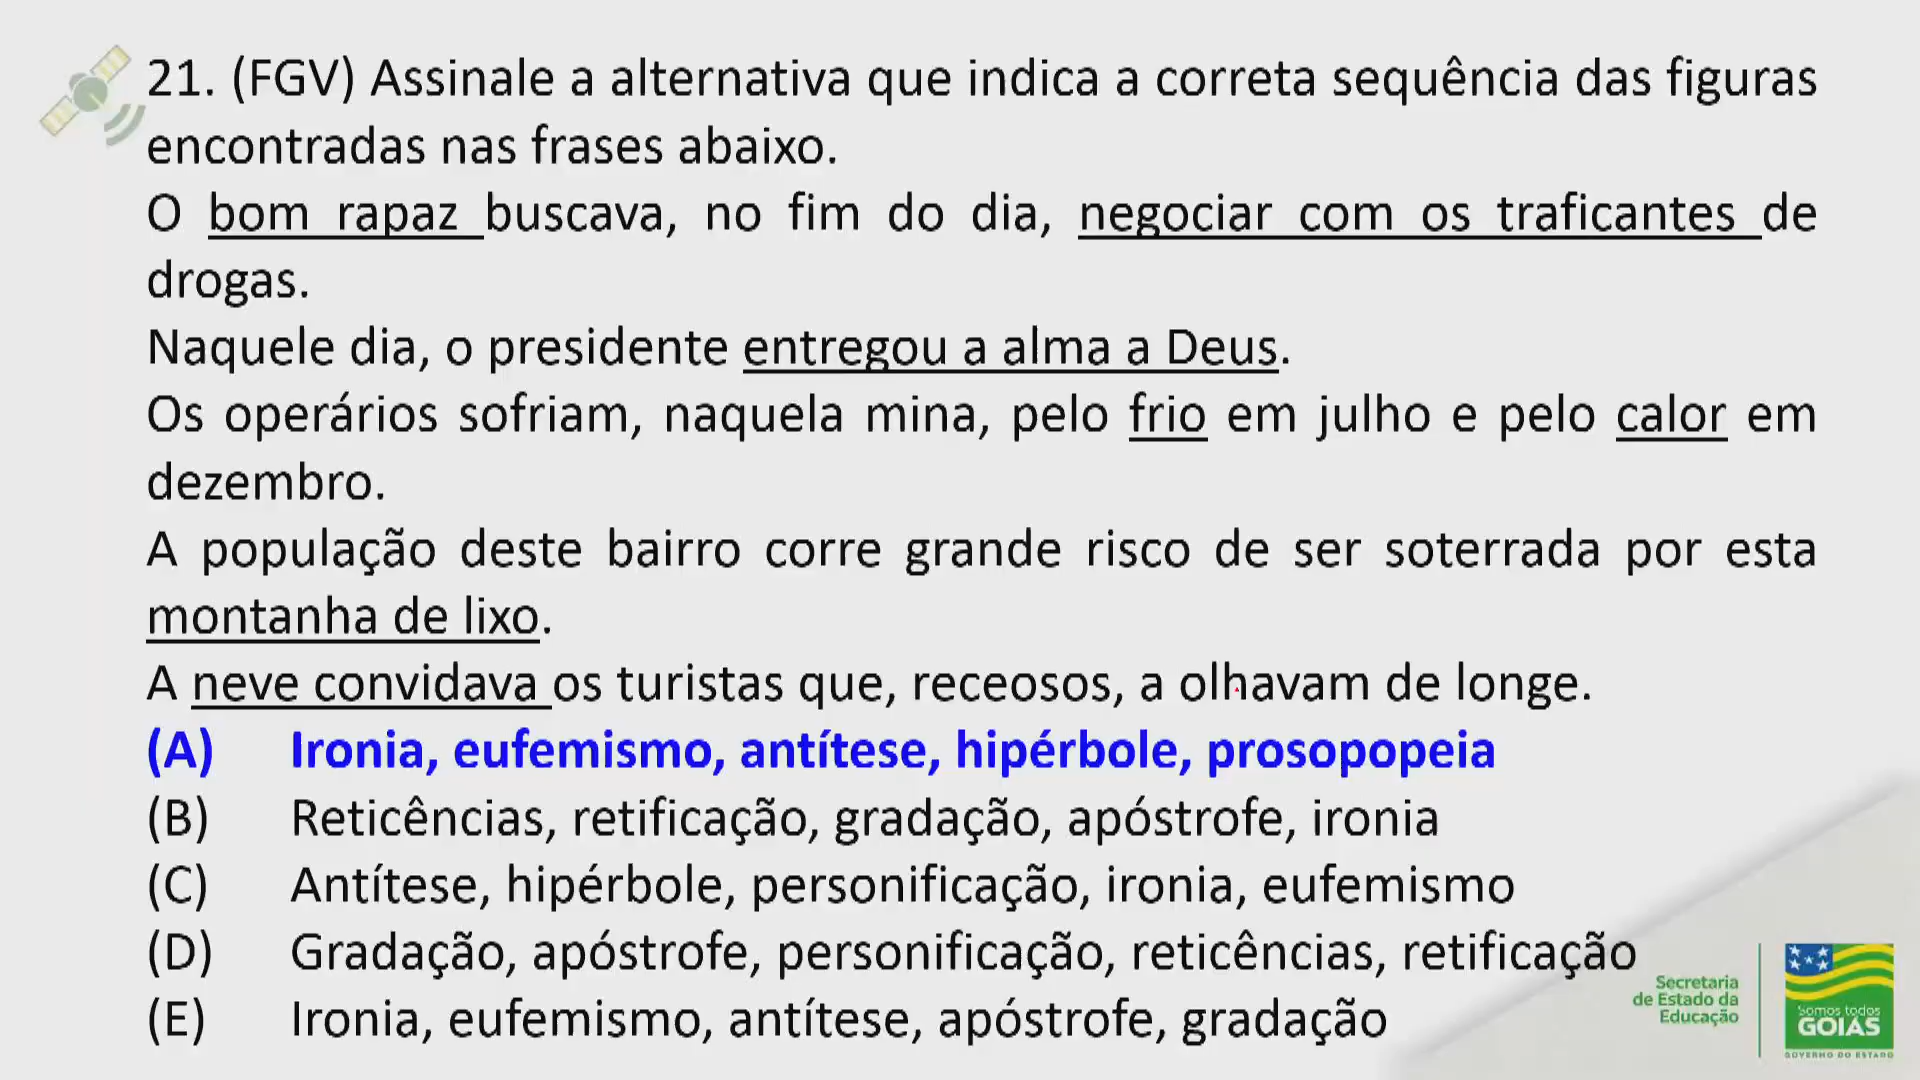 21. (FGV) Assinale a alternativa que indica a correta sequência das figuras
encontradas nas frases abaixo.
O bom rapaz buscava, no fim do dia, negociar com os traficantes de
drogas.
Naquele dia, o presidente entregou a alma a Deus.
Os operários sofriam, naquela mina, pelo frio em julho e pelo calor em
dezembro.
A população deste bairro corre grande risco de ser soterrada por esta
montanha de lixo.
A neve convidava os turistas que, receosos, a olhavam de longe.
(A) Ironia, eufemismo, antítese, hipérbole, prosopopeia
(B) Reticências, retificação, gradação, apóstrofe, ironia
(C) Antítese, hipérbole, personificação, ironia, eufemismo
(D) Gradação, apóstrofe, personificação, reticências, retificação
(E) Ironia, eufemismo, antítese, apóstrofe, gradação
Secretaria
de Estado da
Educação
Somos todos
GOIÁS
GOVERNO DO ESTADO